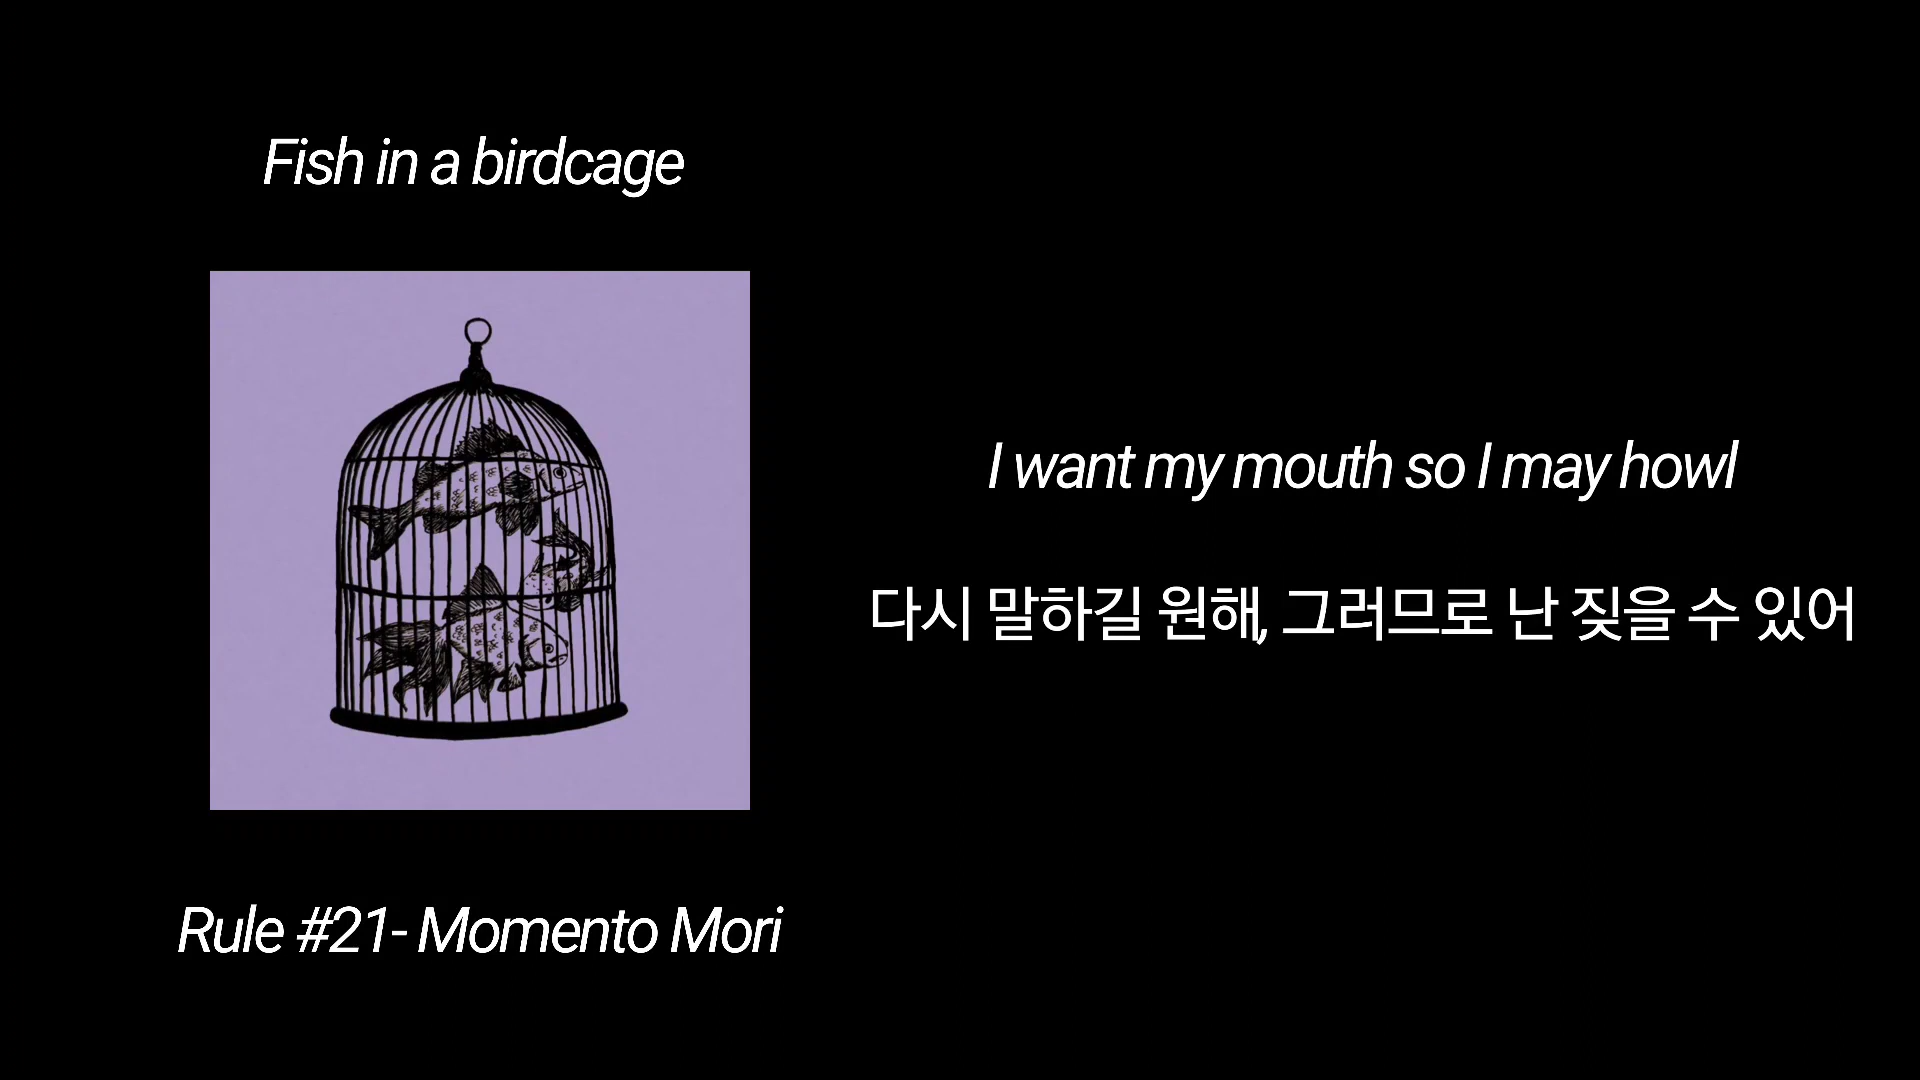 Fish in a birdcage
I want my mouth so I may howl
다시 말하길 원해, 그러므로 난 짖을 수 있어
Rule #21- Momento Mori